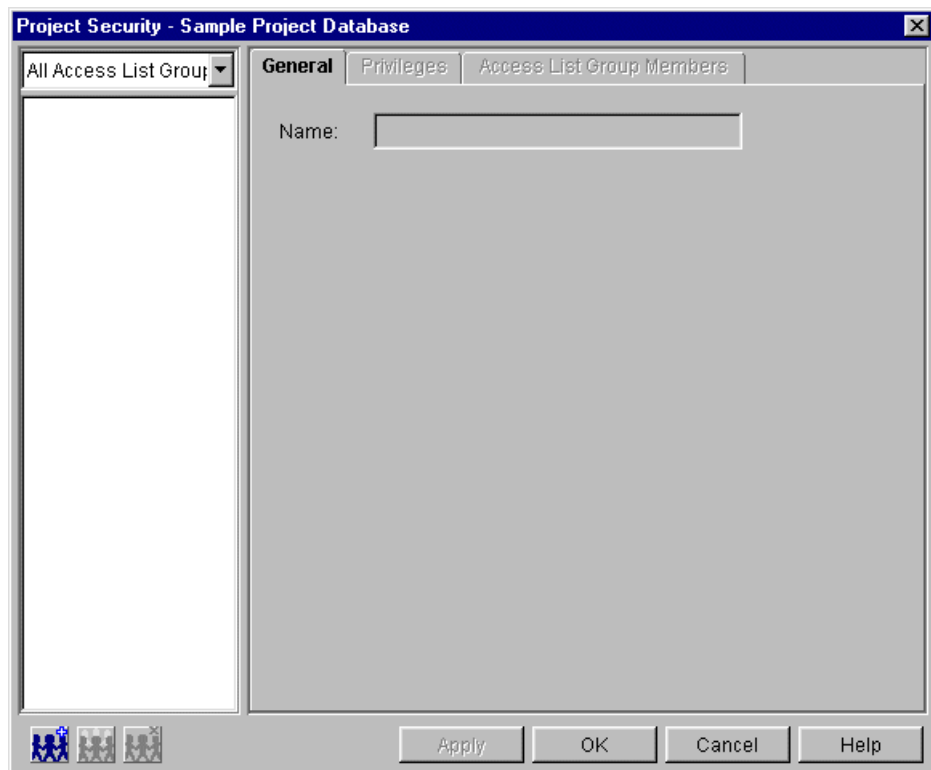 Project Security - Sample Project Database
All Access List Group
General
Privileges
Access List Group Members
Name:
Apply
OK
Cancel
Help